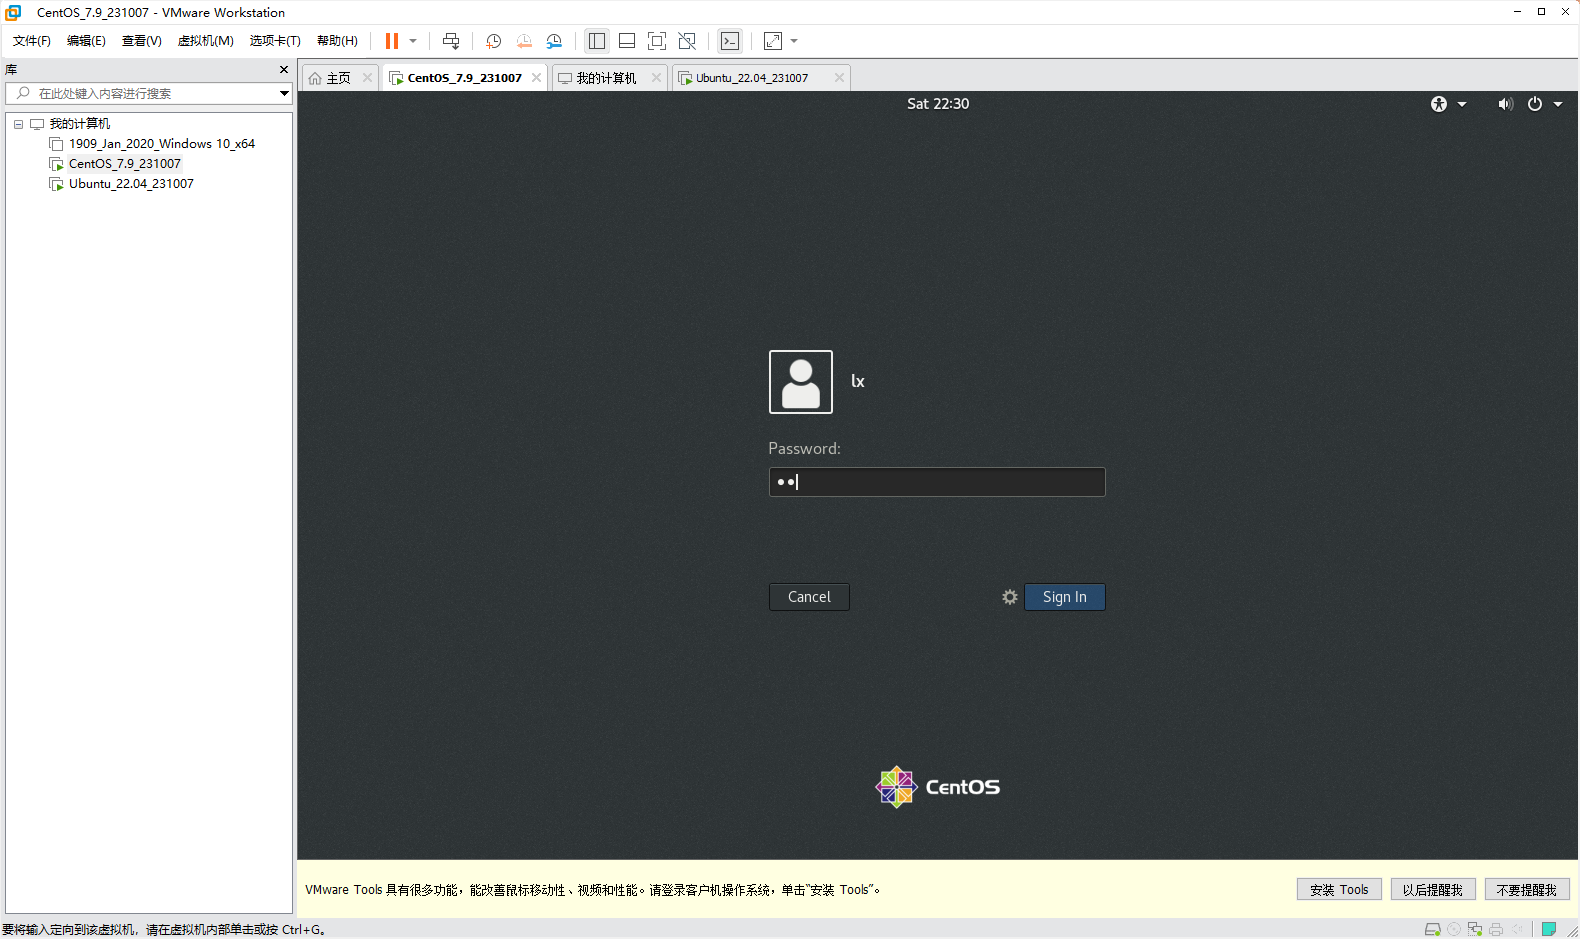 CentOS_7.9_231007 - VMware Workstation
文件(F) 编辑(E) 查看(V) 虚拟机(M) 选项卡(T) 帮助(H)
库
在此处键入内容进行搜索
我的计算机
1909_Jan_2020_Windows 10_x64
CentOS_7.9_231007
Ubuntu_22.04_231007
主页 CentOS_7.9_231007 我的计算机 Ubuntu_22.04_231007
Sat 22:30
lx
Password:
Cancel Sign In
CentOS
VMware Tools 具有很多功能，能改善鼠标移动性、视频和性能。请登录客户机操作系统，单击“安装 Tools”。
安装 Tools 以后提醒我 不要提醒我
要将输入定向到该虚拟机，请在虚拟机内部单击或按 Ctrl+G。